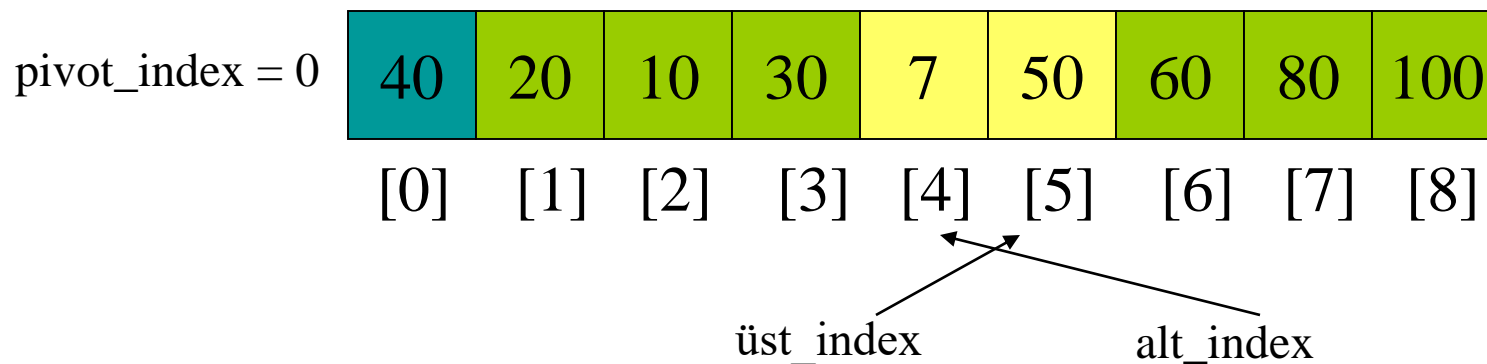 pivot_index = 0 40 20 10 30 7 50 60 80 100
[0] [1] [2] [3] [4] [5] [6] [7] [8]
üst_index alt_index